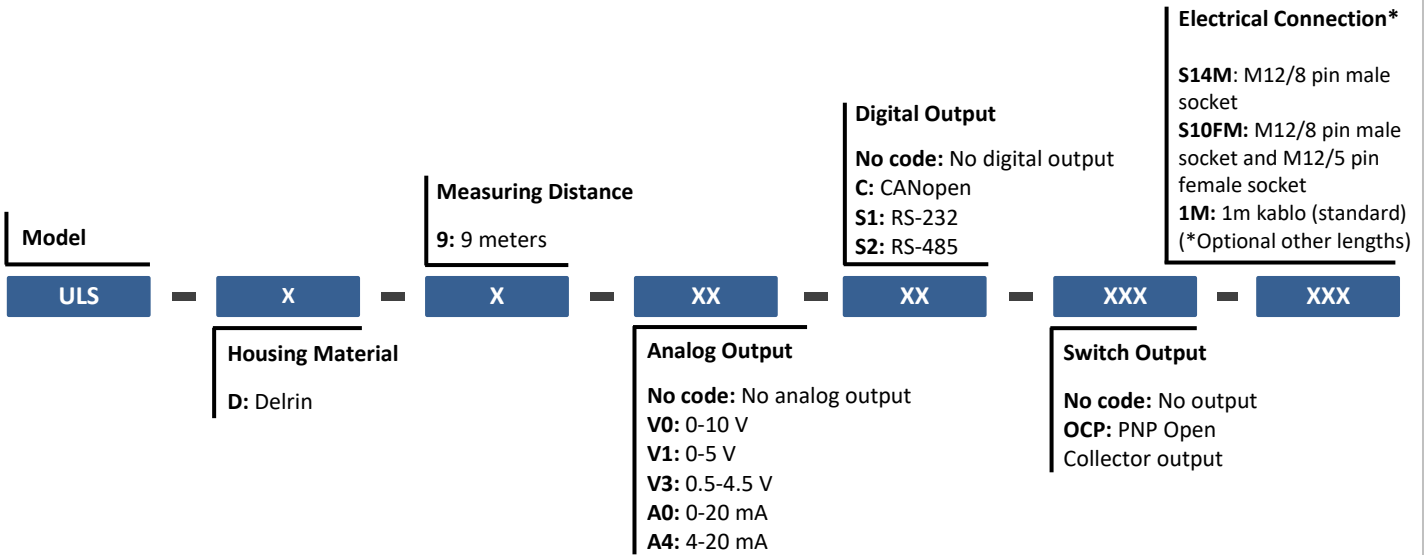 Electrical Connection*
S14M: M12/8 pin male
socket
S10FM: M12/8 pin male
socket and M12/5 pin
female socket
1M: 1m kablo (standard)
(*Optional other lengths)
Digital Output
No code: No digital output
C: CANopen
S1: RS-232
S2: RS-485
Measuring Distance
9: 9 meters
Model
ULS - X - X - XX - XX - XXX - XXX
Housing Material
D: Delrin
Analog Output
No code: No analog output
V0: 0-10 V
V1: 0-5 V
V3: 0.5-4.5 V
A0: 0-20 mA
A4: 4-20 mA
Switch Output
No code: No output
OCP: PNP Open
Collector output